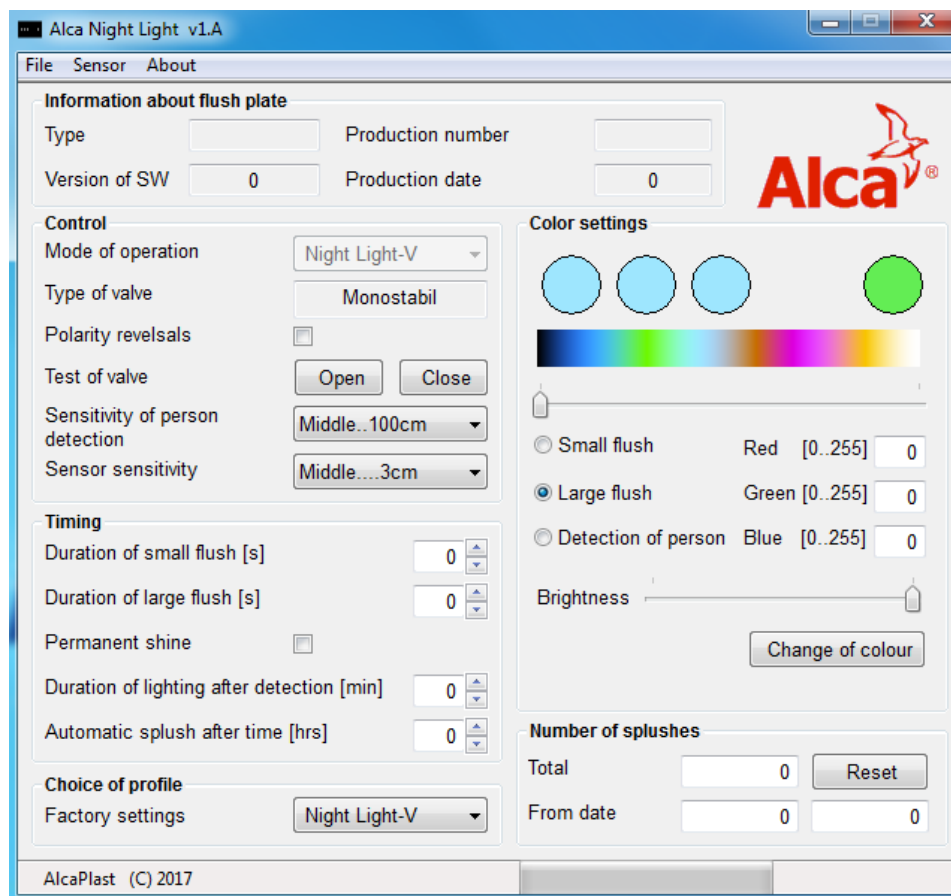 Alca Night Light v1.A
File Sensor About
Information about flush plate
Type Production number
Version of SW 0 Production date 0
Alca®
Control
Mode of operation Night Light-V
Type of valve Monostabil
Polarity revelsals
Test of valve Open Close
Sensitivity of person
detection Middle..100cm
Sensor sensitivity Middle....3cm
Color settings
Small flush Red [0..255] 0
Large flush Green [0..255] 0
Detection of person Blue [0..255] 0
Brightness
Change of colour
Timing
Duration of small flush [s] 0
Duration of large flush [s] 0
Permanent shine
Duration of lighting after detection [min] 0
Automatic splush after time [hrs] 0
Number of splushes
Total 0 Reset
From date 0 0
Choice of profile
Factory settings Night Light-V
AlcaPlast (C) 2017